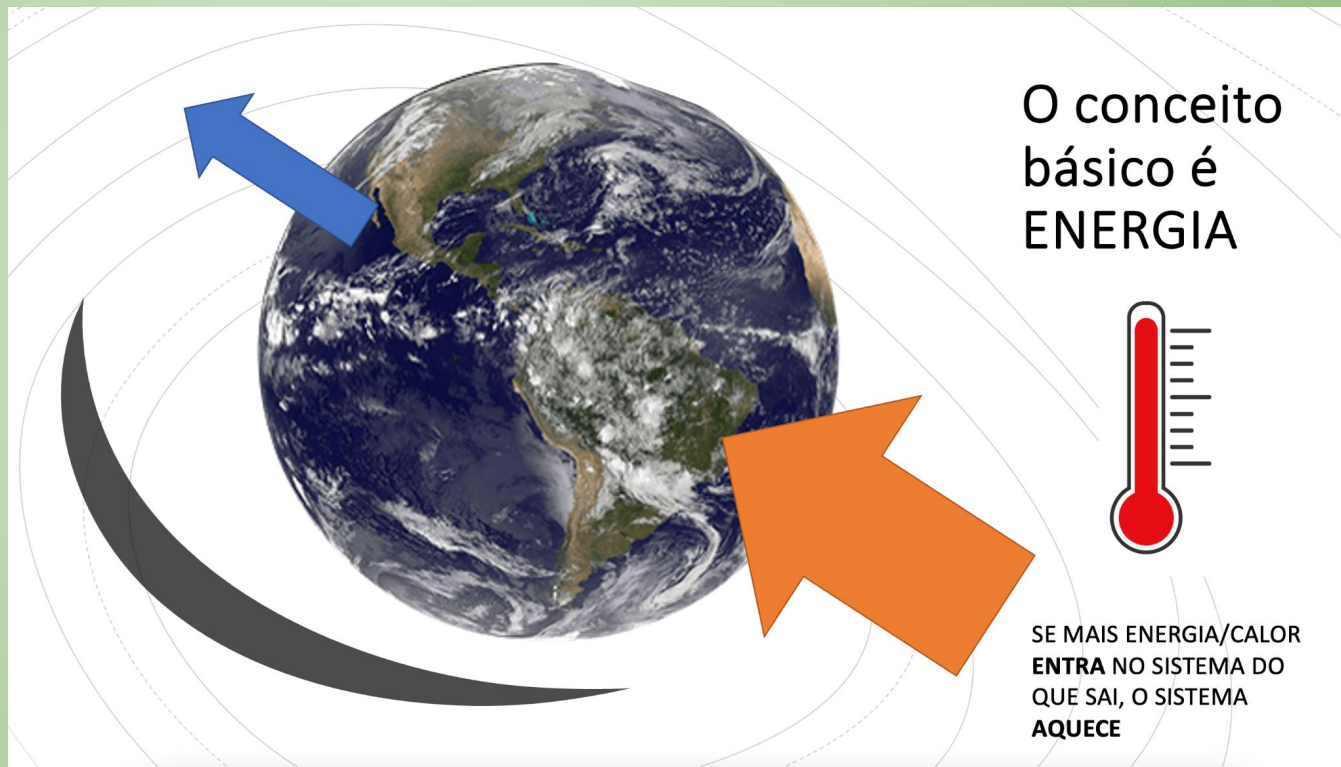 O conceito
básico é
ENERGIA
SE MAIS ENERGIA/CALOR
ENTRA NO SISTEMA DO
QUE SAI, O SISTEMA
AQUECE